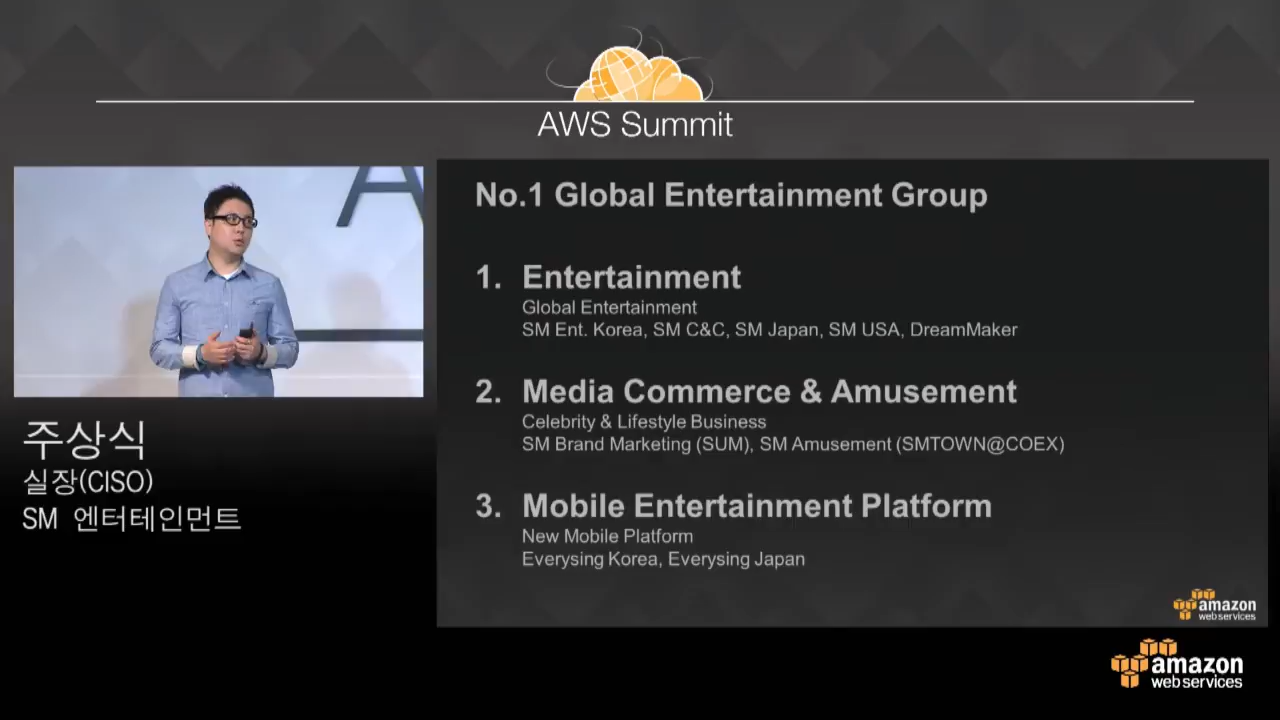 AWS Summit
A
No.1 Global Entertainment Group
1. Entertainment
Global Entertainment
SM Ent. Korea, SM C&C, SM Japan, SM USA, DreamMaker
2. Media Commerce & Amusement
Celebrity & Lifestyle Business
SM Brand Marketing (SUM), SM Amusement (SMTOWN@COEX)
3. Mobile Entertainment Platform
New Mobile Platform
Everysing Korea, Everysing Japan
amazon
web services
주상식
실장(CISO)
SM 엔터테인먼트
amazon
web services